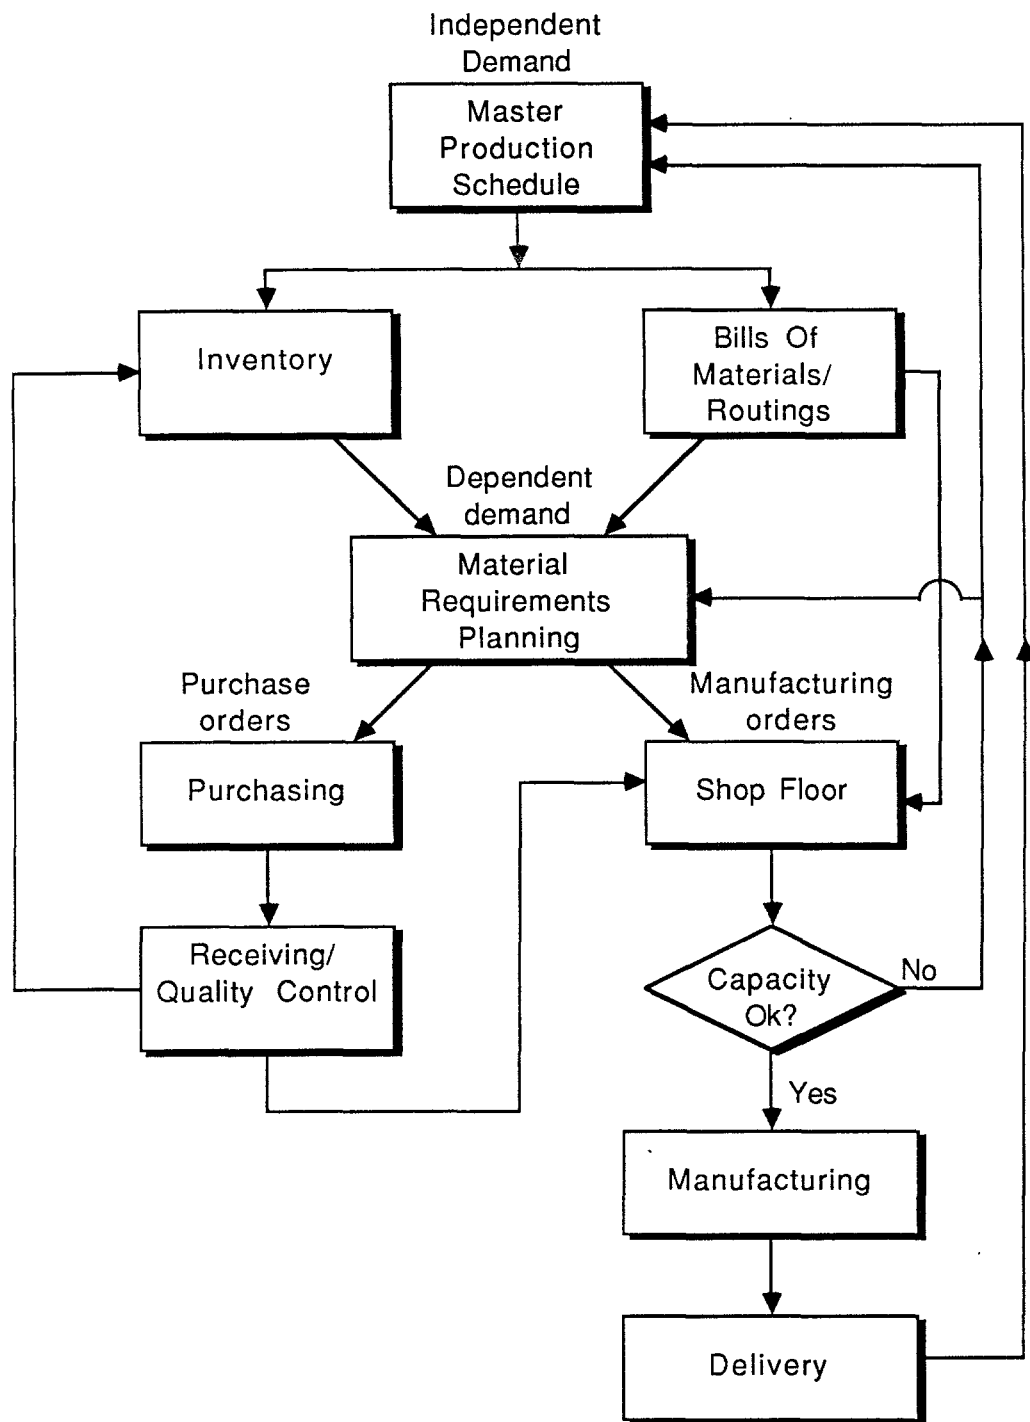 Independent
Demand
Master
Production
Schedule
Inventory
Bills Of
Materials/
Routings
Dependent
demand
Material
Requirements
Planning
Purchase
orders
Manufacturing
orders
Purchasing
Shop Floor
Receiving/
Quality Control
Capacity
Ok?
No
Yes
Manufacturing
Delivery